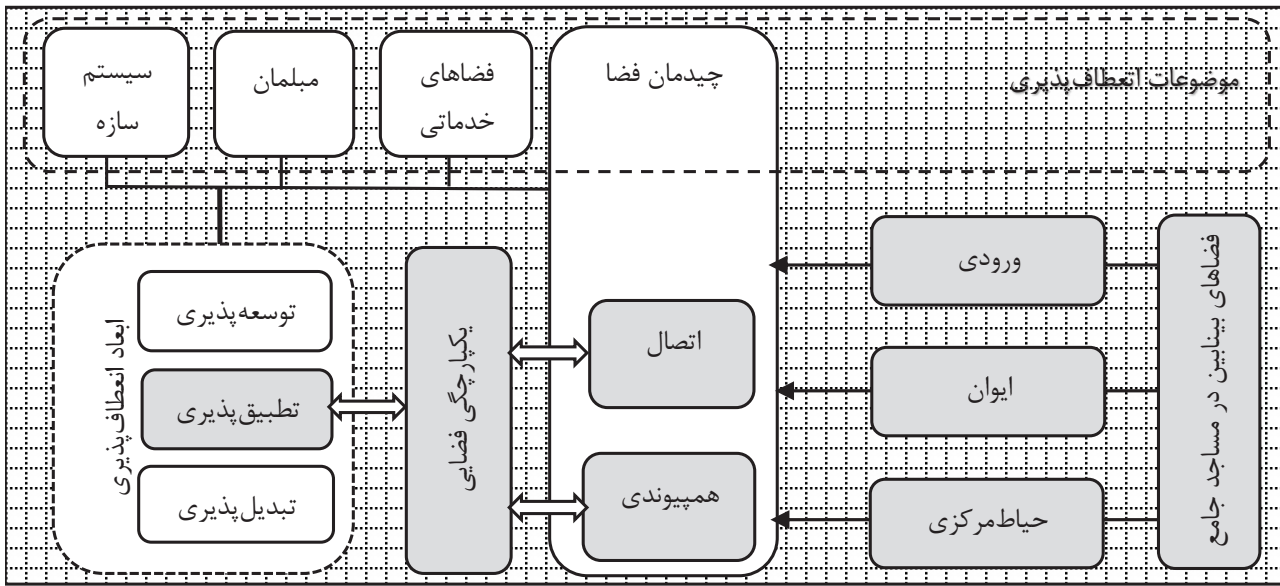 موضوعات انعطاف‌پذیری
چیدمان فضا
فضاهای
خدماتی
مبلمان
سیستم
سازه
فضاهای بینابین در مساجد جامع
ورودی
ایوان
حیاط‌مرکزی
اتصال
همپیوندی
یکپارچگی فضایی
ابعاد انعطاف‌پذیری
توسعه‌پذیری
تطبیق‌پذیری
تبدیل‌پذیری